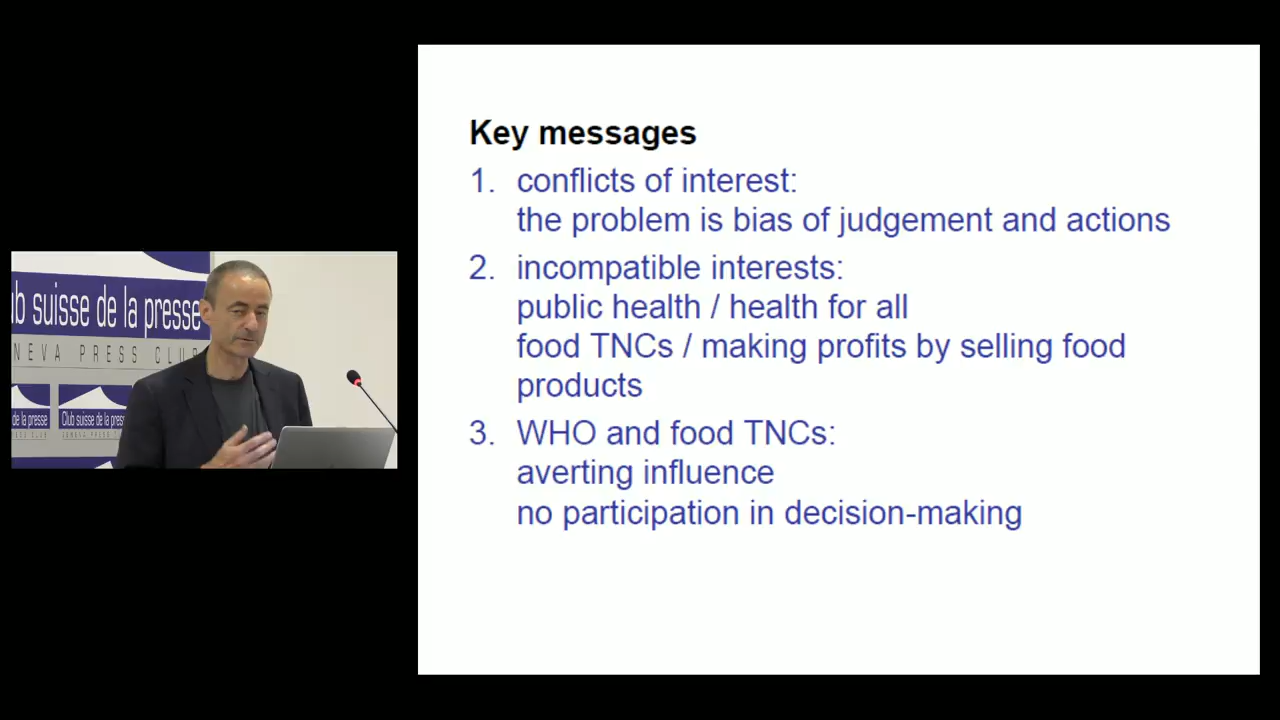 Key messages
1. conflicts of interest:
the problem is bias of judgement and actions
2. incompatible interests:
public health / health for all
food TNCs / making profits by selling food
products
3. WHO and food TNCs:
averting influence
no participation in decision-making
b suisse de la presse
NEVA PRESS CLUB
de la presse
Club suisse de la presse